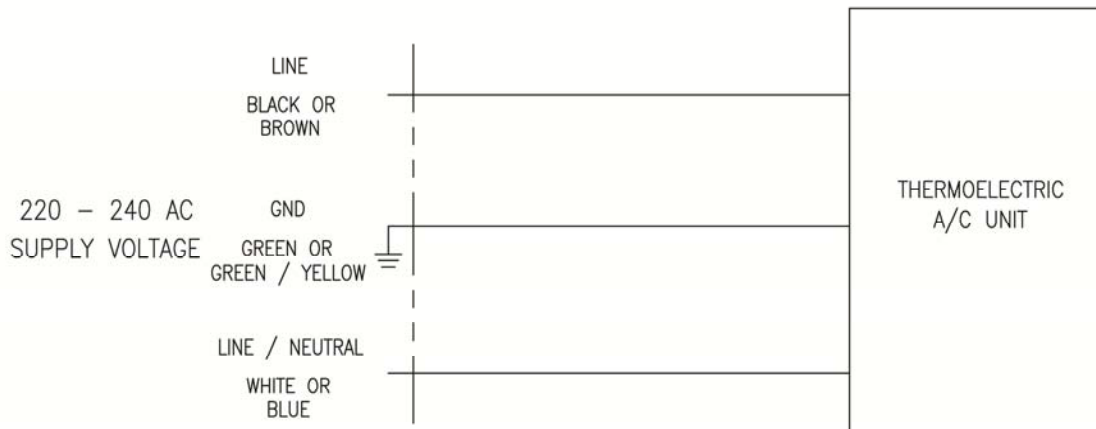 LINE
BLACK OR
BROWN
220 – 240 AC
SUPPLY VOLTAGE
GND
GREEN OR
GREEN / YELLOW
LINE / NEUTRAL
WHITE OR
BLUE
THERMOELECTRIC
A/C UNIT